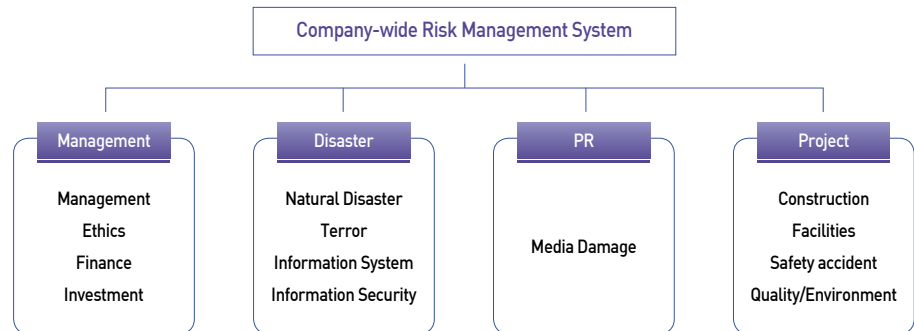 Company-wide Risk Management System
Management
Management
Ethics
Finance
Investment
Disaster
Natural Disaster
Terror
Information System
Information Security
PR
Media Damage
Project
Construction
Facilities
Safety accident
Quality/Environment